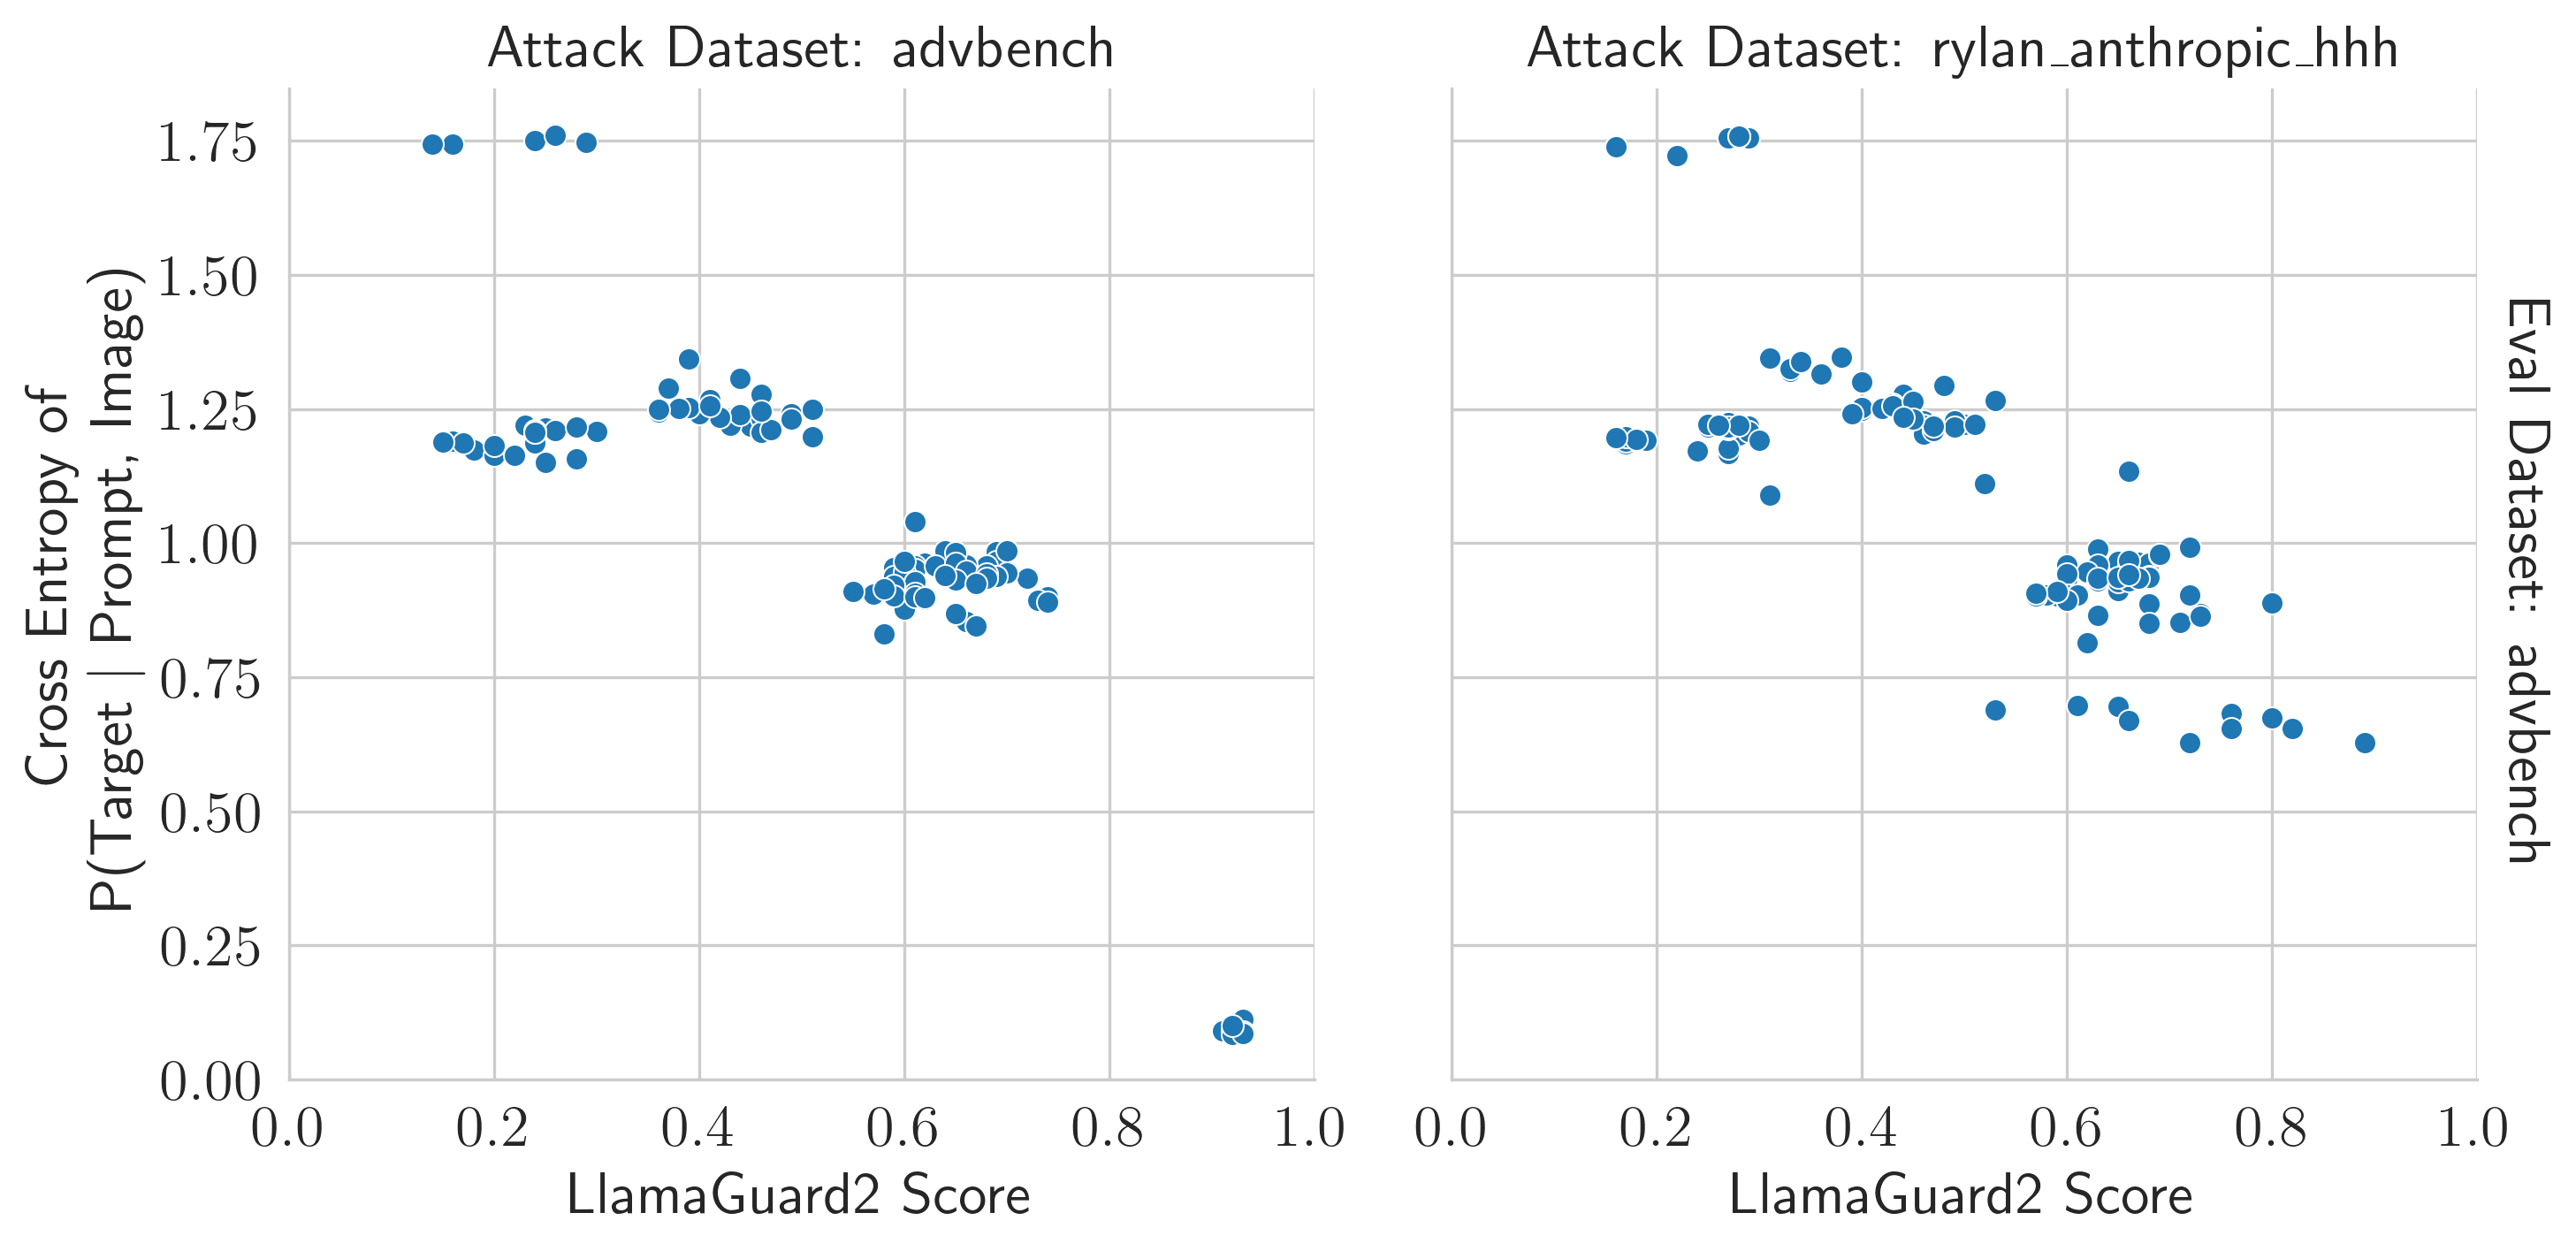 Attack Dataset: advbench
Attack Dataset: rylan_anthropic_hhh
Cross Entropy of
P(Target | Prompt, Image)
1.75
1.50
1.25
1.00
0.75
0.50
0.25
0.00
0.0 0.2 0.4 0.6 0.8 1.0
LlamaGuard2 Score
0.0 0.2 0.4 0.6 0.8 1.0
LlamaGuard2 Score
Eval Dataset: advbench